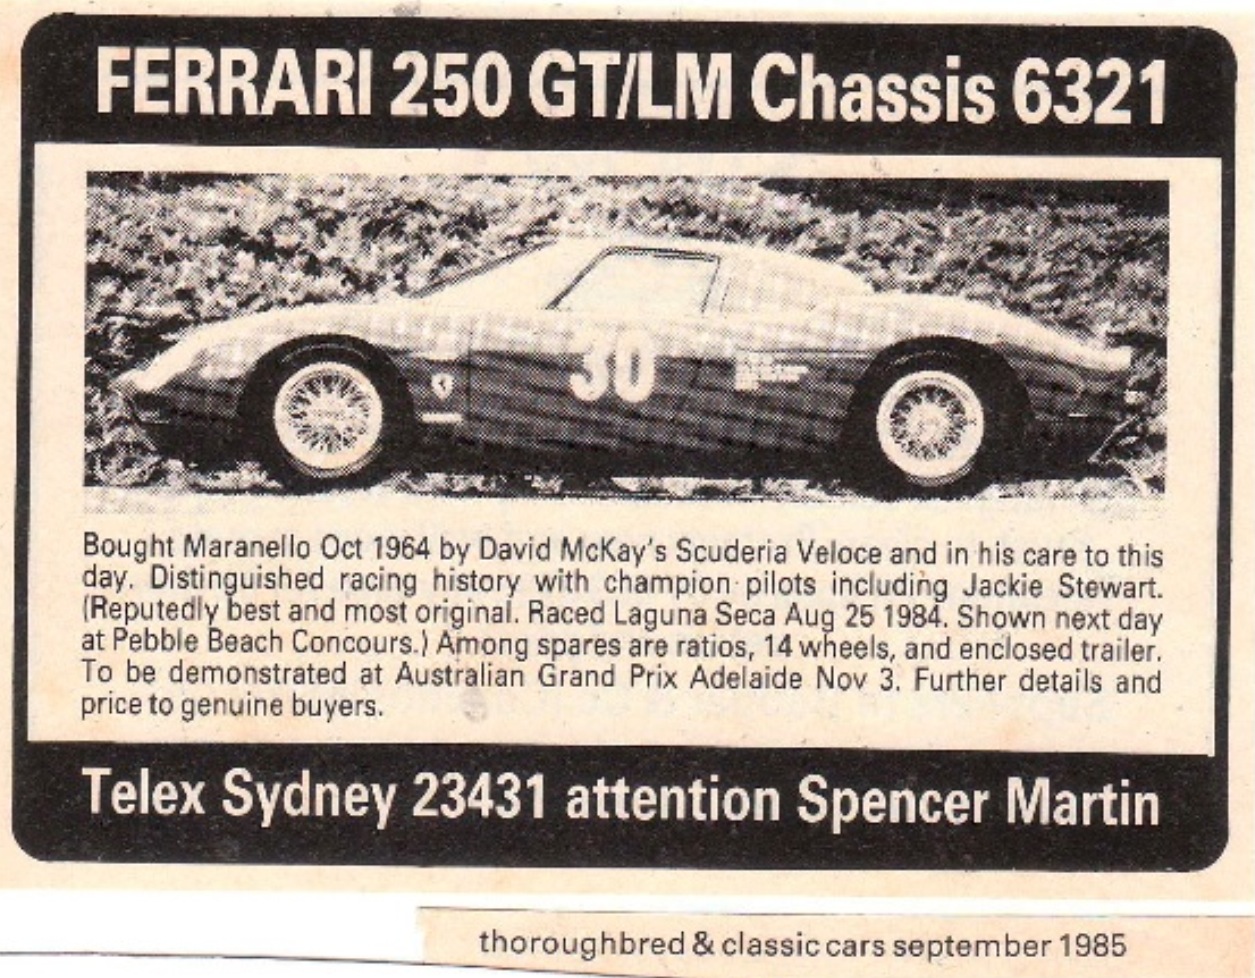 FERRARI 250 GT/LM Chassis 6321
30
Bought Maranello Oct 1964 by David McKay's Scuderia Veloce and in his care to this
day. Distinguished racing history with champion pilots including Jackie Stewart.
(Reputedly best and most original. Raced Laguna Seca Aug 25 1984. Shown next day
at Pebble Beach Concours.) Among spares are ratios, 14 wheels, and enclosed trailer.
To be demonstrated at Australian Grand Prix Adelaide Nov 3. Further details and
price to genuine buyers.
Telex Sydney 23431 attention Spencer Martin
thoroughbred & classic cars september 1985